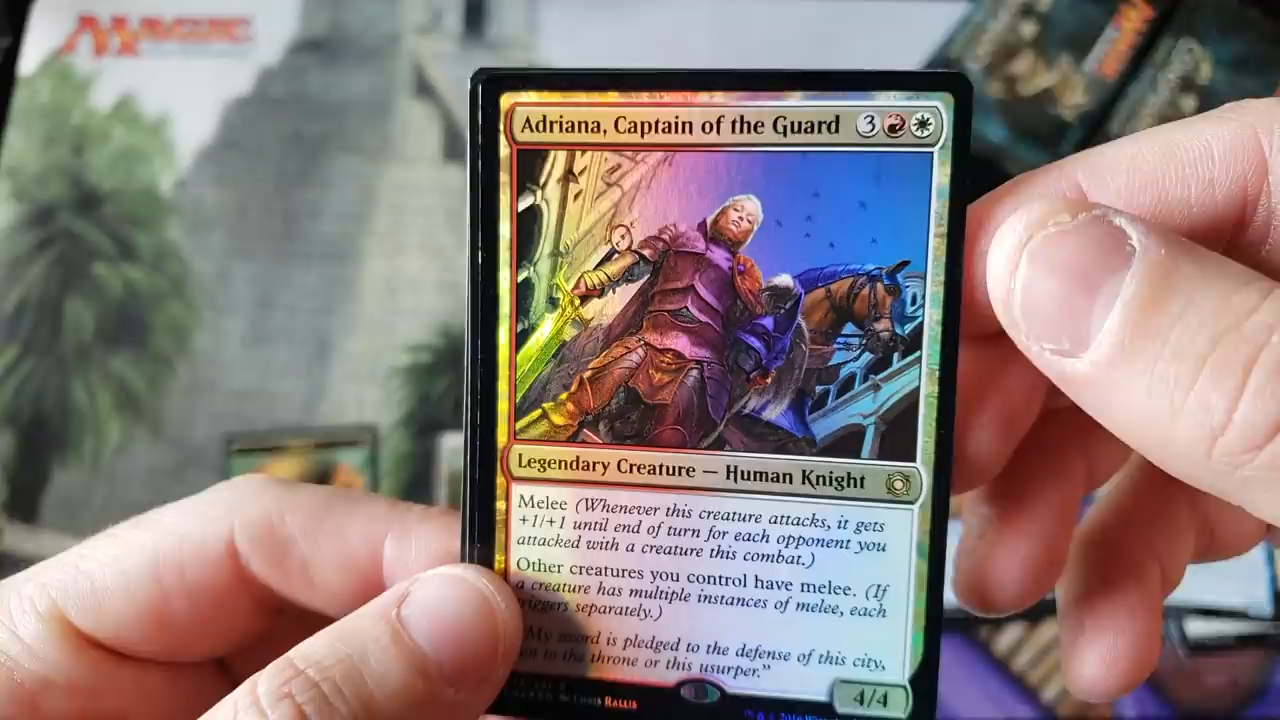 MAGIC
Adriana, Captain of the Guard 3
Legendary Creature — Human Knight
Melee (Whenever this creature attacks, it gets
+1/+1 until end of turn for each opponent you
attacked with a creature this combat.)
Other creatures you control have melee. (If
a creature has multiple instances of melee, each
triggers separately.)
"My sword is pledged to the defense of this city,
to the throne or this usurper."
4/4
Chris Rallis